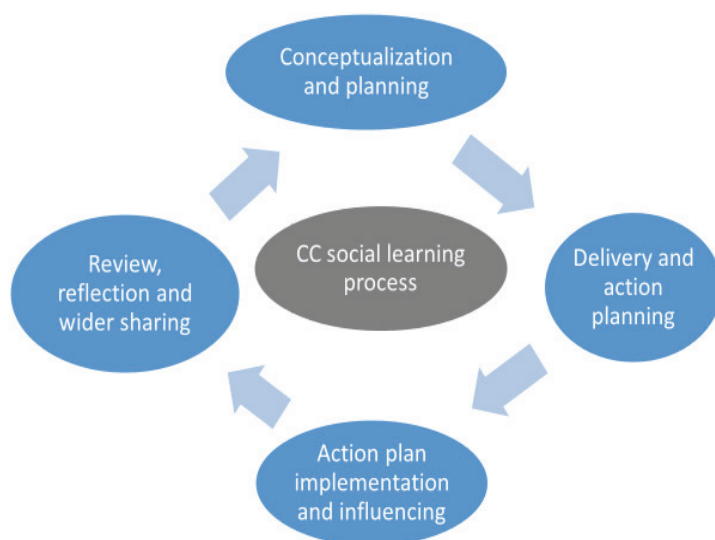 Conceptualization
and planning
Delivery and
action
planning
Action plan
implementation
and influencing
Review,
reflection and
wider sharing
CC social learning
process